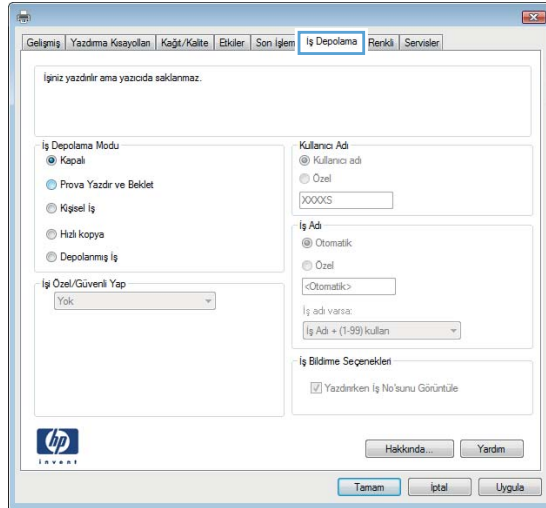 Gelişmiş Yazdırma Kısayolları Kağıt/Kalite Etkiler Son İşlem İş Depolama Renkli Servisler
İşiniz yazdırılır ama yazıcıda saklanmaz.
İş Depolama Modu
Kapalı
Prova Yazdır ve Beklet
Kişisel İş
Hızlı kopya
Depolanmış İş
İşi Özel/Güvenli Yap
Yok
Kullanıcı Adı
Kullanıcı adı
Özel
XXXXS
İş Adı
Otomatik
Özel
<Otomatik>
İş adı varsa:
İş Adı + (1-99) kullan
İş Bildirme Seçenekleri
Yazdırırken İş No'sunu Görüntüle
hp
invent
Hakkında... Yardım
Tamam İptal Uygula